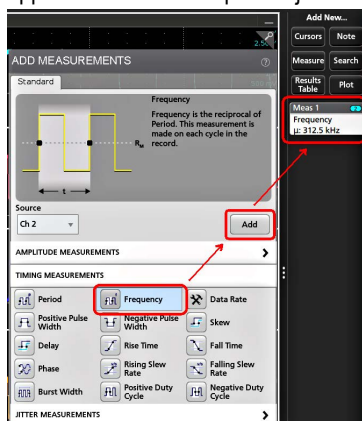 Add New...
2.50
Cursors Note
ADD MEASUREMENTS
Measure Search
Standard
Results Table Plot
Frequency
Frequency is the reciprocal of Period. This measurement is made on each cycle in the record.
RM
t
Meas 1 2
Frequency
µ: 312.5 kHz
Source
Ch 2
Add
AMPLITUDE MEASUREMENTS
TIMING MEASUREMENTS
Period Frequency Data Rate
Positive Pulse Width Negative Pulse Width Skew
Delay Rise Time Fall Time
Phase Rising Slew Rate Falling Slew Rate
Burst Width Positive Duty Cycle Negative Duty Cycle
JITTER MEASUREMENTS